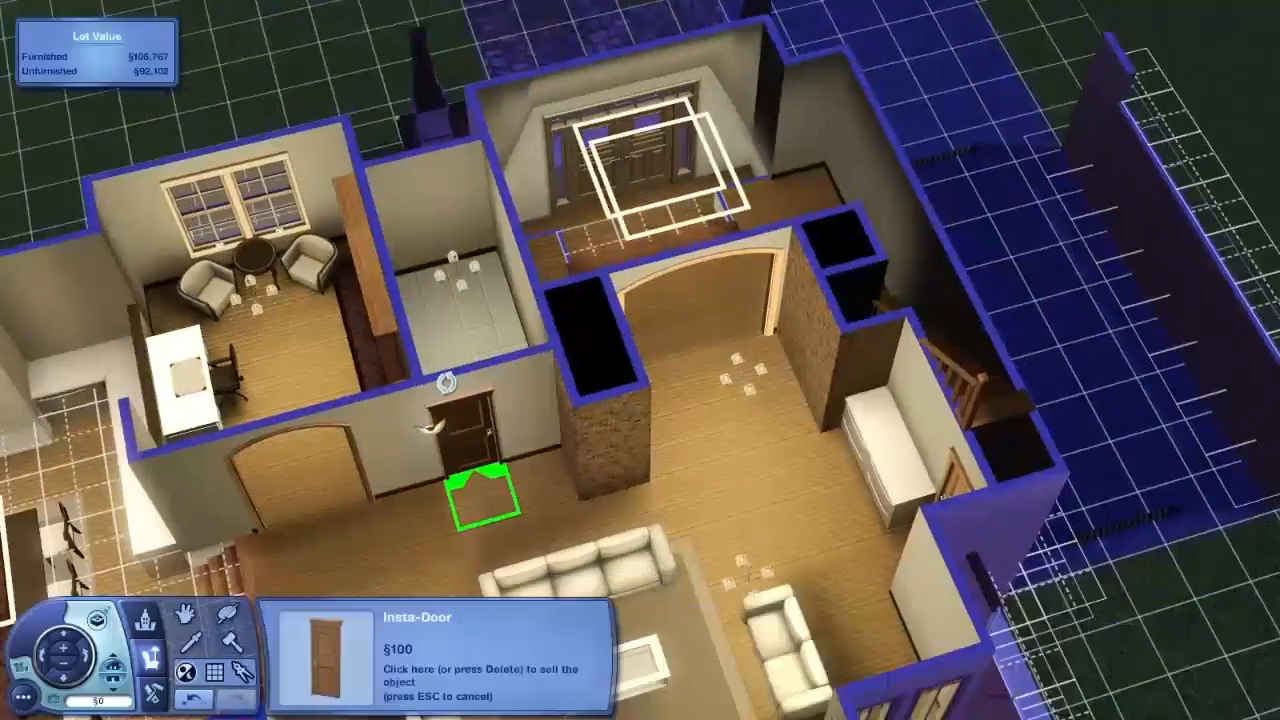 Lot Value
Furnished §106,767
Unfurnished §92,102
Insta-Door
§100
Click here (or press Delete) to sell the
object
(press ESC to cancel)
§0